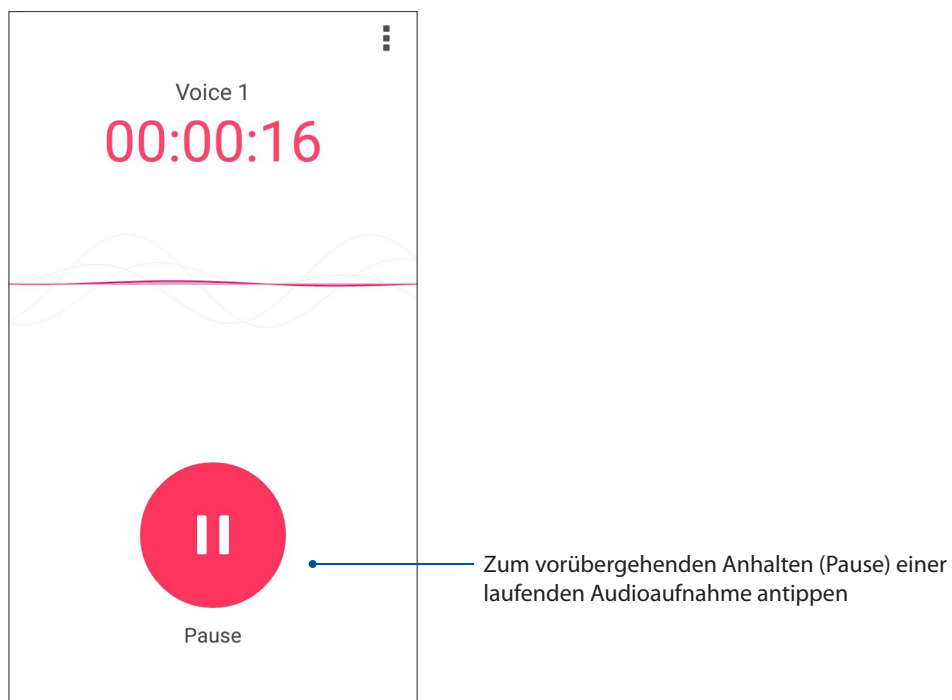 Voice 1
00:00:16
Zum vorübergehenden Anhalten (Pause) einer
laufenden Audioaufnahme antippen
Pause